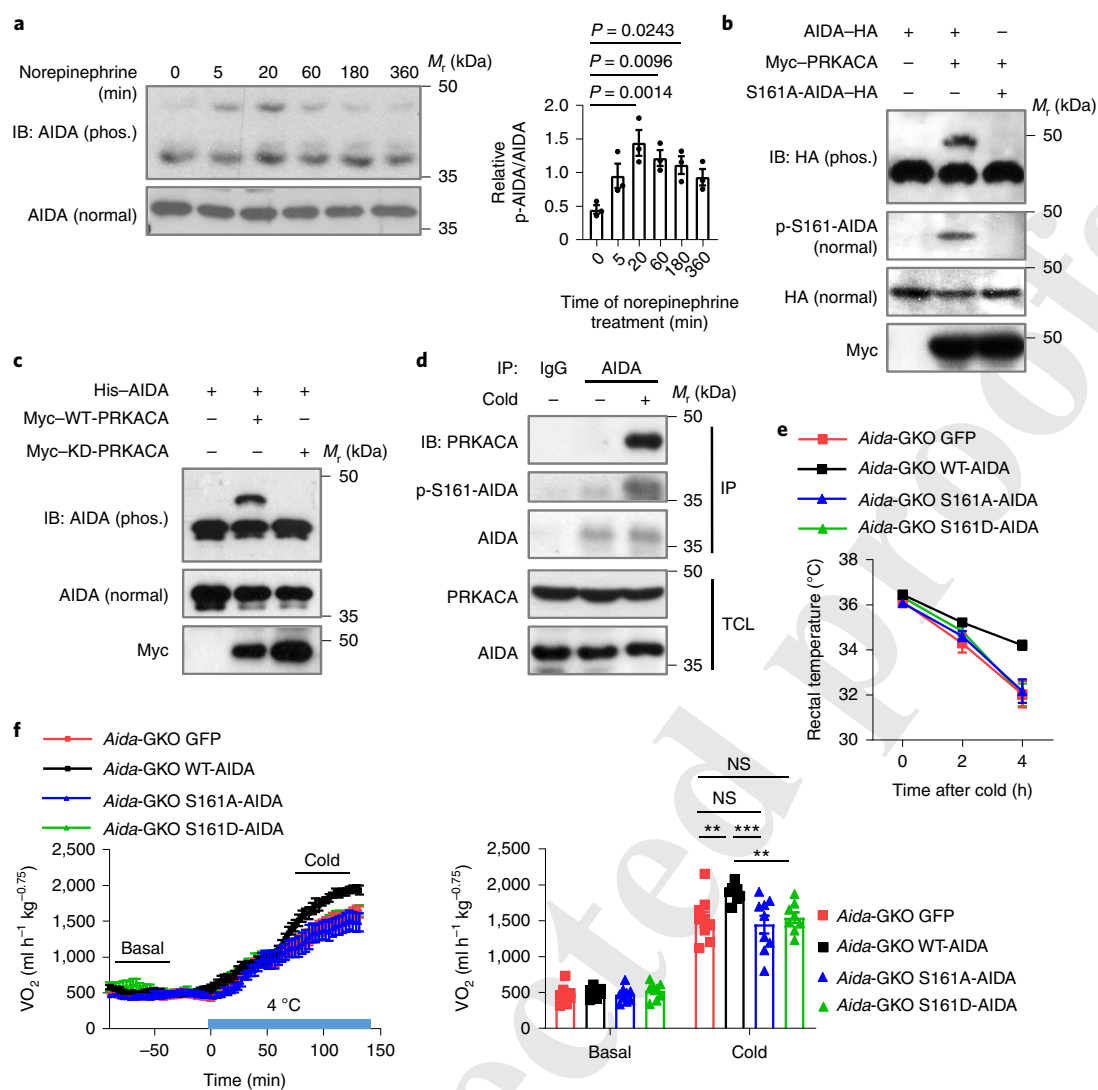 a
Norepinephrine
(min)
0 5 20 60 180 360
Mr (kDa)
50
IB: AIDA (phos.)
35
AIDA (normal)
35
P = 0.0243
P = 0.0096
P = 0.0014
Relative
p-AIDA/AIDA
2.0
1.5
1.0
0.5
0
0 5 20 60 180 360
Time of norepinephrine
treatment (min)
b
AIDA–HA + + –
Myc–PRKACA – + +
S161A-AIDA–HA – – +
Mr (kDa)
50
IB: HA (phos.)
50
p-S161-AIDA
(normal)
50
HA (normal)
50
Myc
c
His–AIDA + + +
Myc–WT-PRKACA – + –
Myc–KD-PRKACA – – +
Mr (kDa)
50
IB: AIDA (phos.)
AIDA (normal)
35
50
Myc
d
IP: IgG AIDA
Cold – – +
Mr (kDa)
50
IB: PRKACA
p-S161-AIDA
35
IP
AIDA
35
50
PRKACA
TCL
AIDA
35
e
Aida-GKO GFP
Aida-GKO WT-AIDA
Aida-GKO S161A-AIDA
Aida-GKO S161D-AIDA
Rectal temperature (°C)
38
36
34
32
30
0 2 4
Time after cold (h)
f
Aida-GKO GFP
Aida-GKO WT-AIDA
Aida-GKO S161A-AIDA
Aida-GKO S161D-AIDA
VO2 (ml h–1 kg–0.75)
2,500
2,000
1,500
1,000
500
0
Basal
Cold
4 °C
–50 0 50 100 150
Time (min)
VO2 (ml h–1 kg–0.75)
2,500
2,000
1,500
1,000
500
0
NS
NS
** ***
**
Basal Cold
Aida-GKO GFP
Aida-GKO WT-AIDA
Aida-GKO S161A-AIDA
Aida-GKO S161D-AIDA